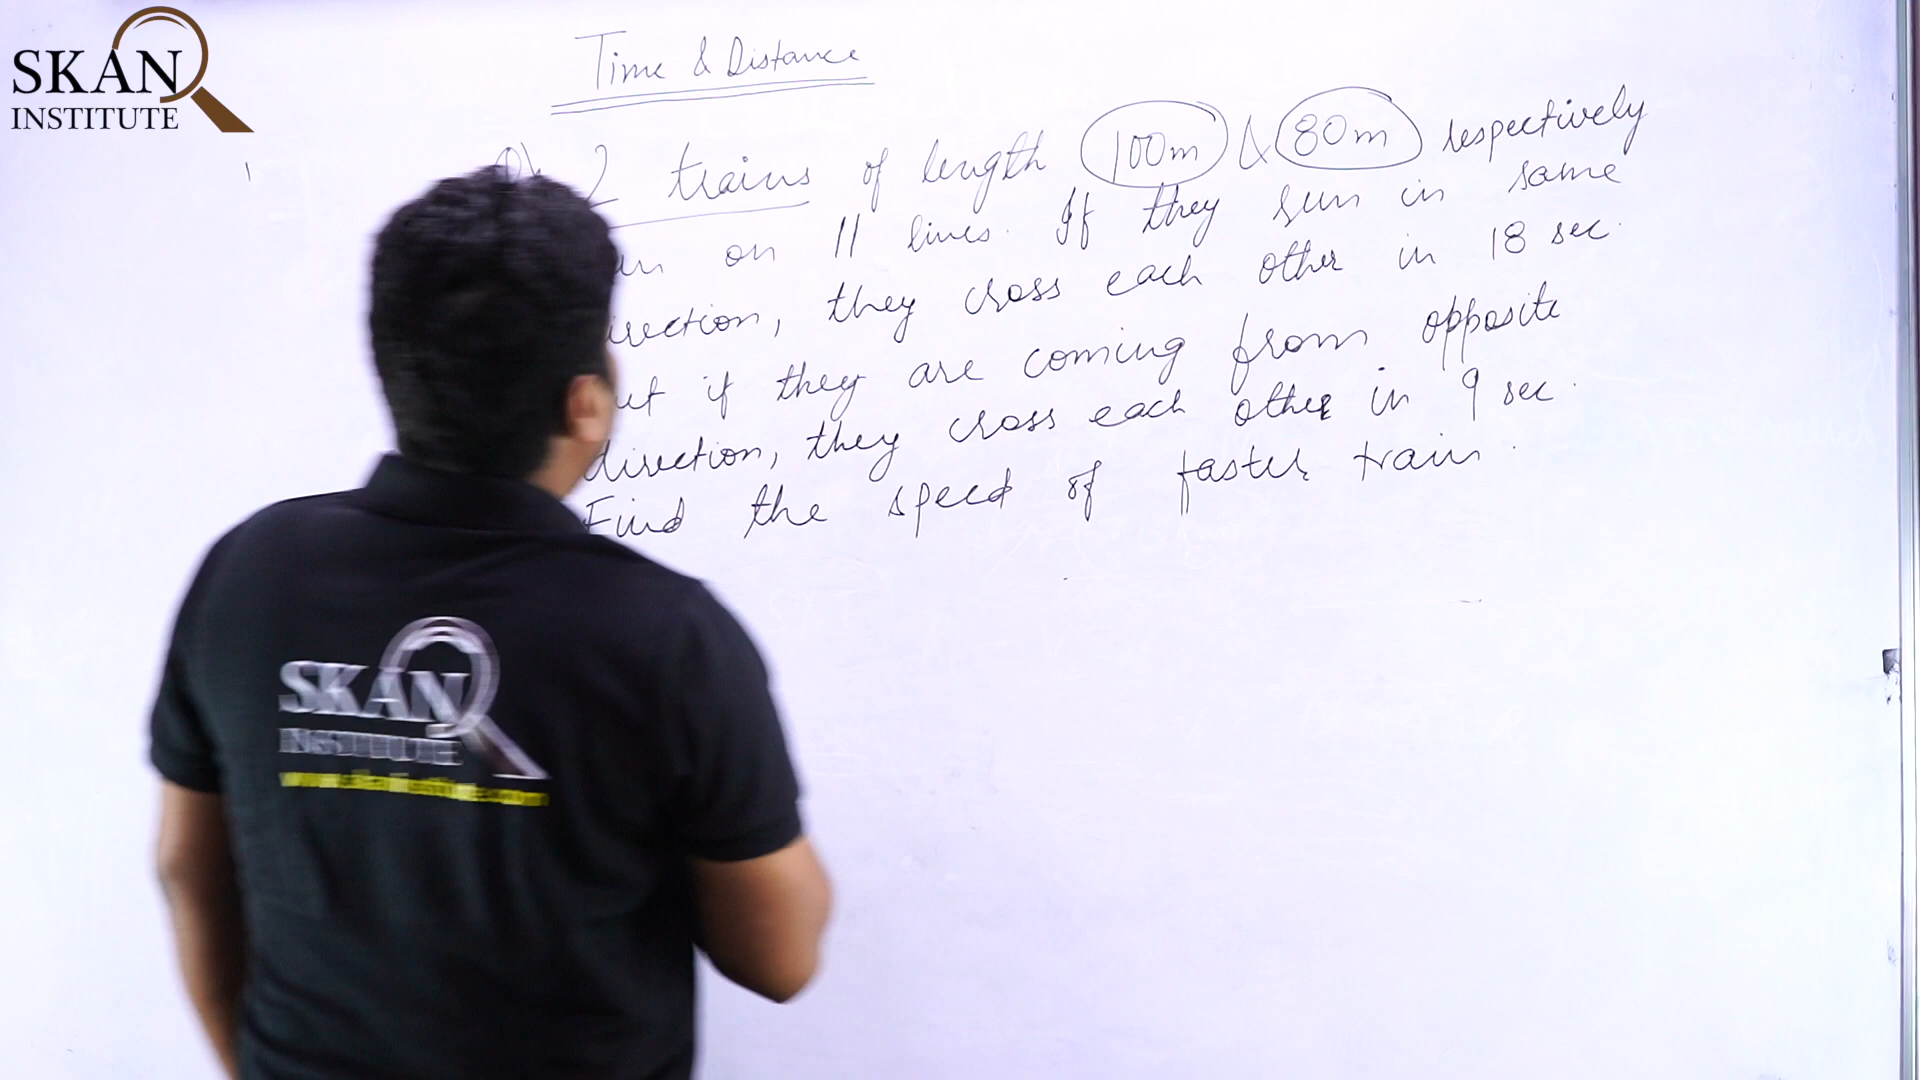 SKAN
INSTITUTE
Time & Distance
2 trains of length 100m & 80m respectively
on || lines. If they run in same
they cross each other in 18 sec.
if they are coming from opposite
direction, they cross each other in 9 sec.
Find the speed of faster train.
SKAN
INSTITUTE